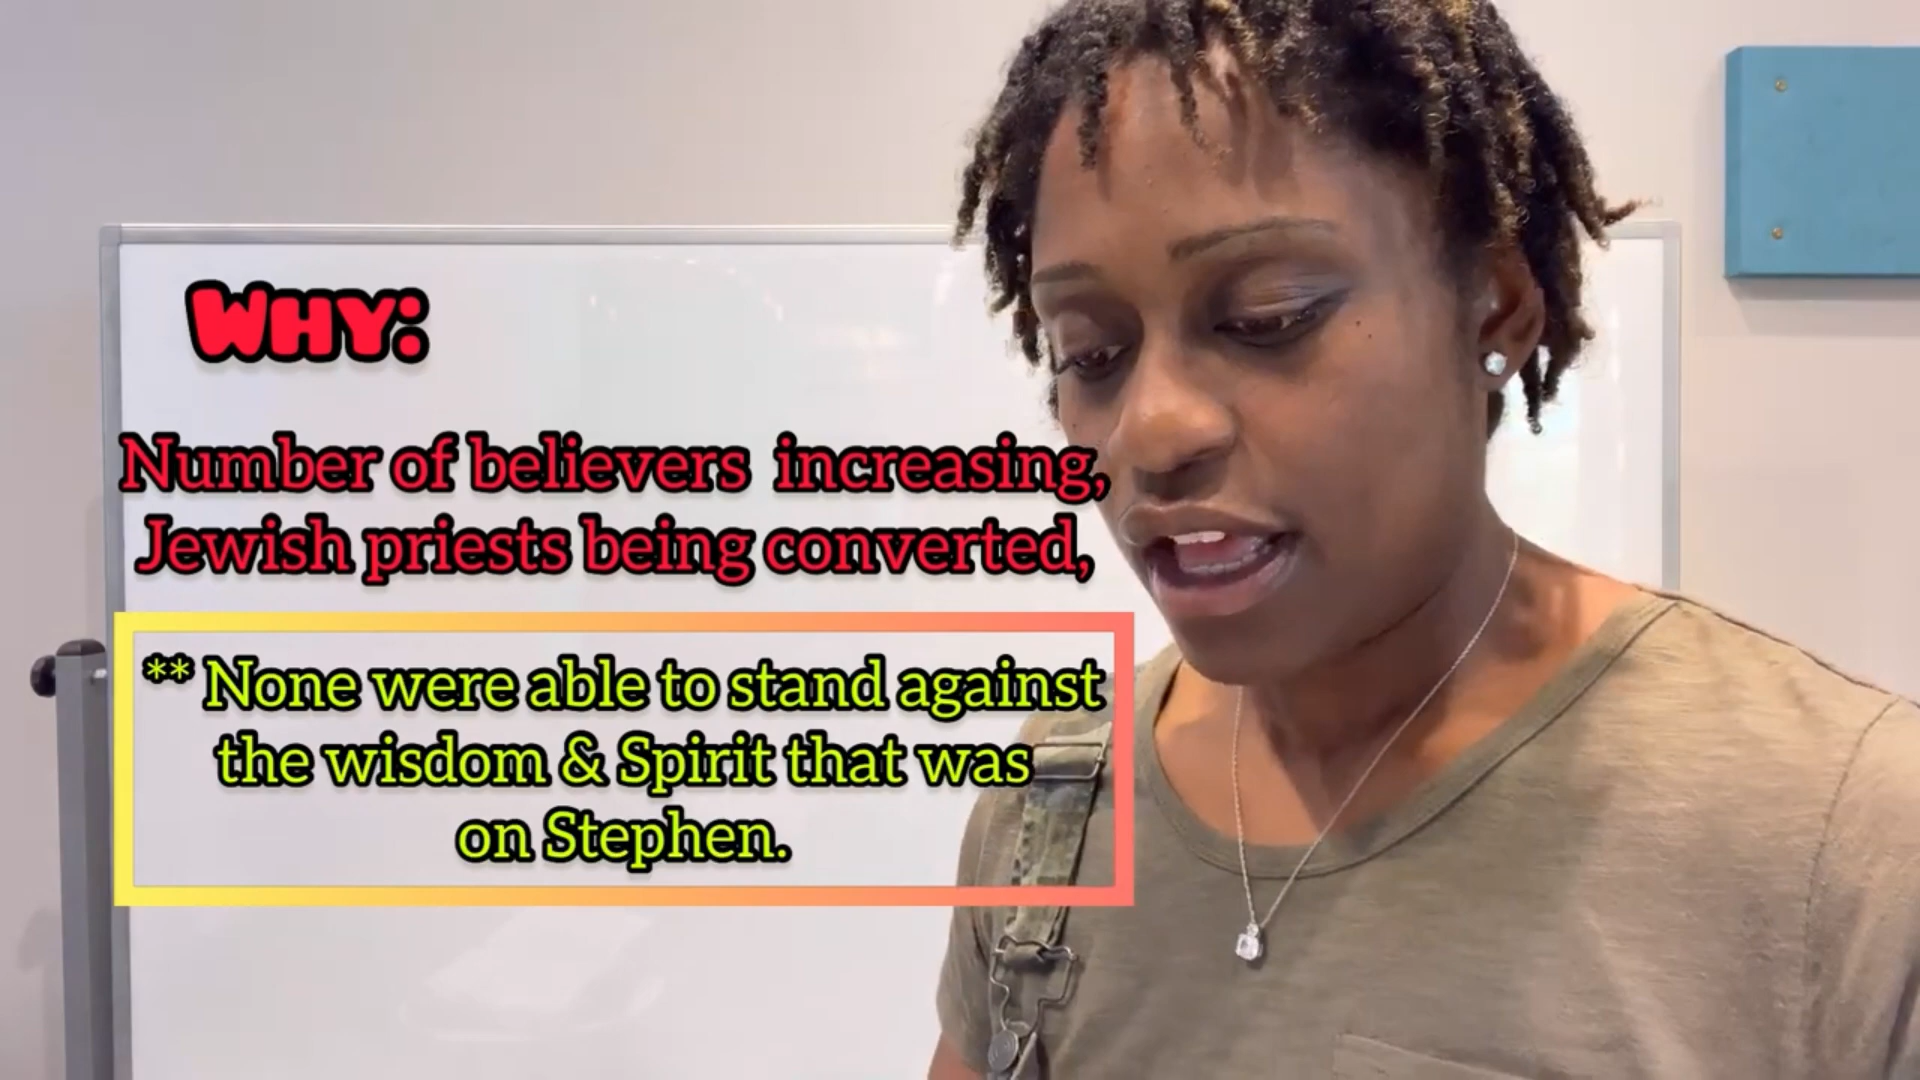 WHY:
Number of believers increasing,
Jewish priests being converted,
** None were able to stand against
the wisdom & Spirit that was
on Stephen.